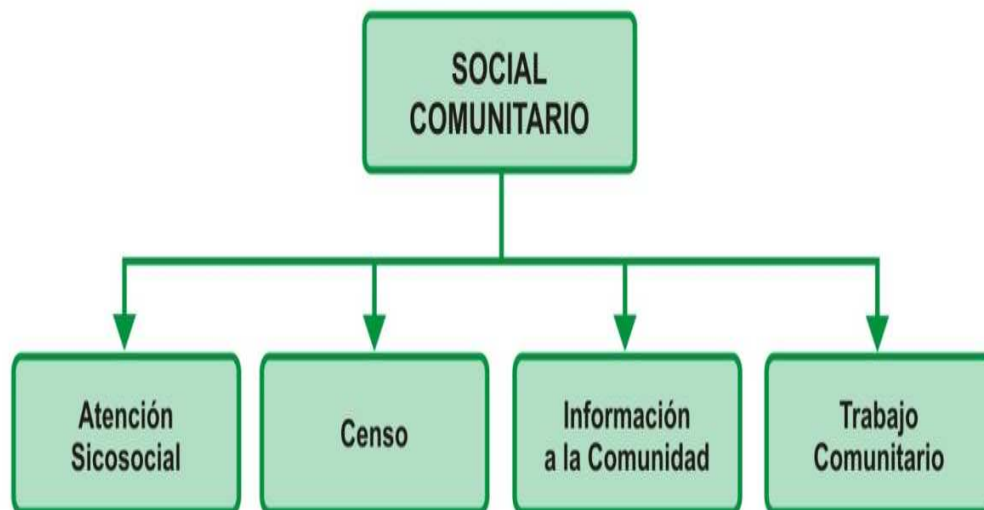 SOCIAL
COMUNITARIO
Atención
Sicosocial
Censo
Información
a la Comunidad
Trabajo
Comunitario